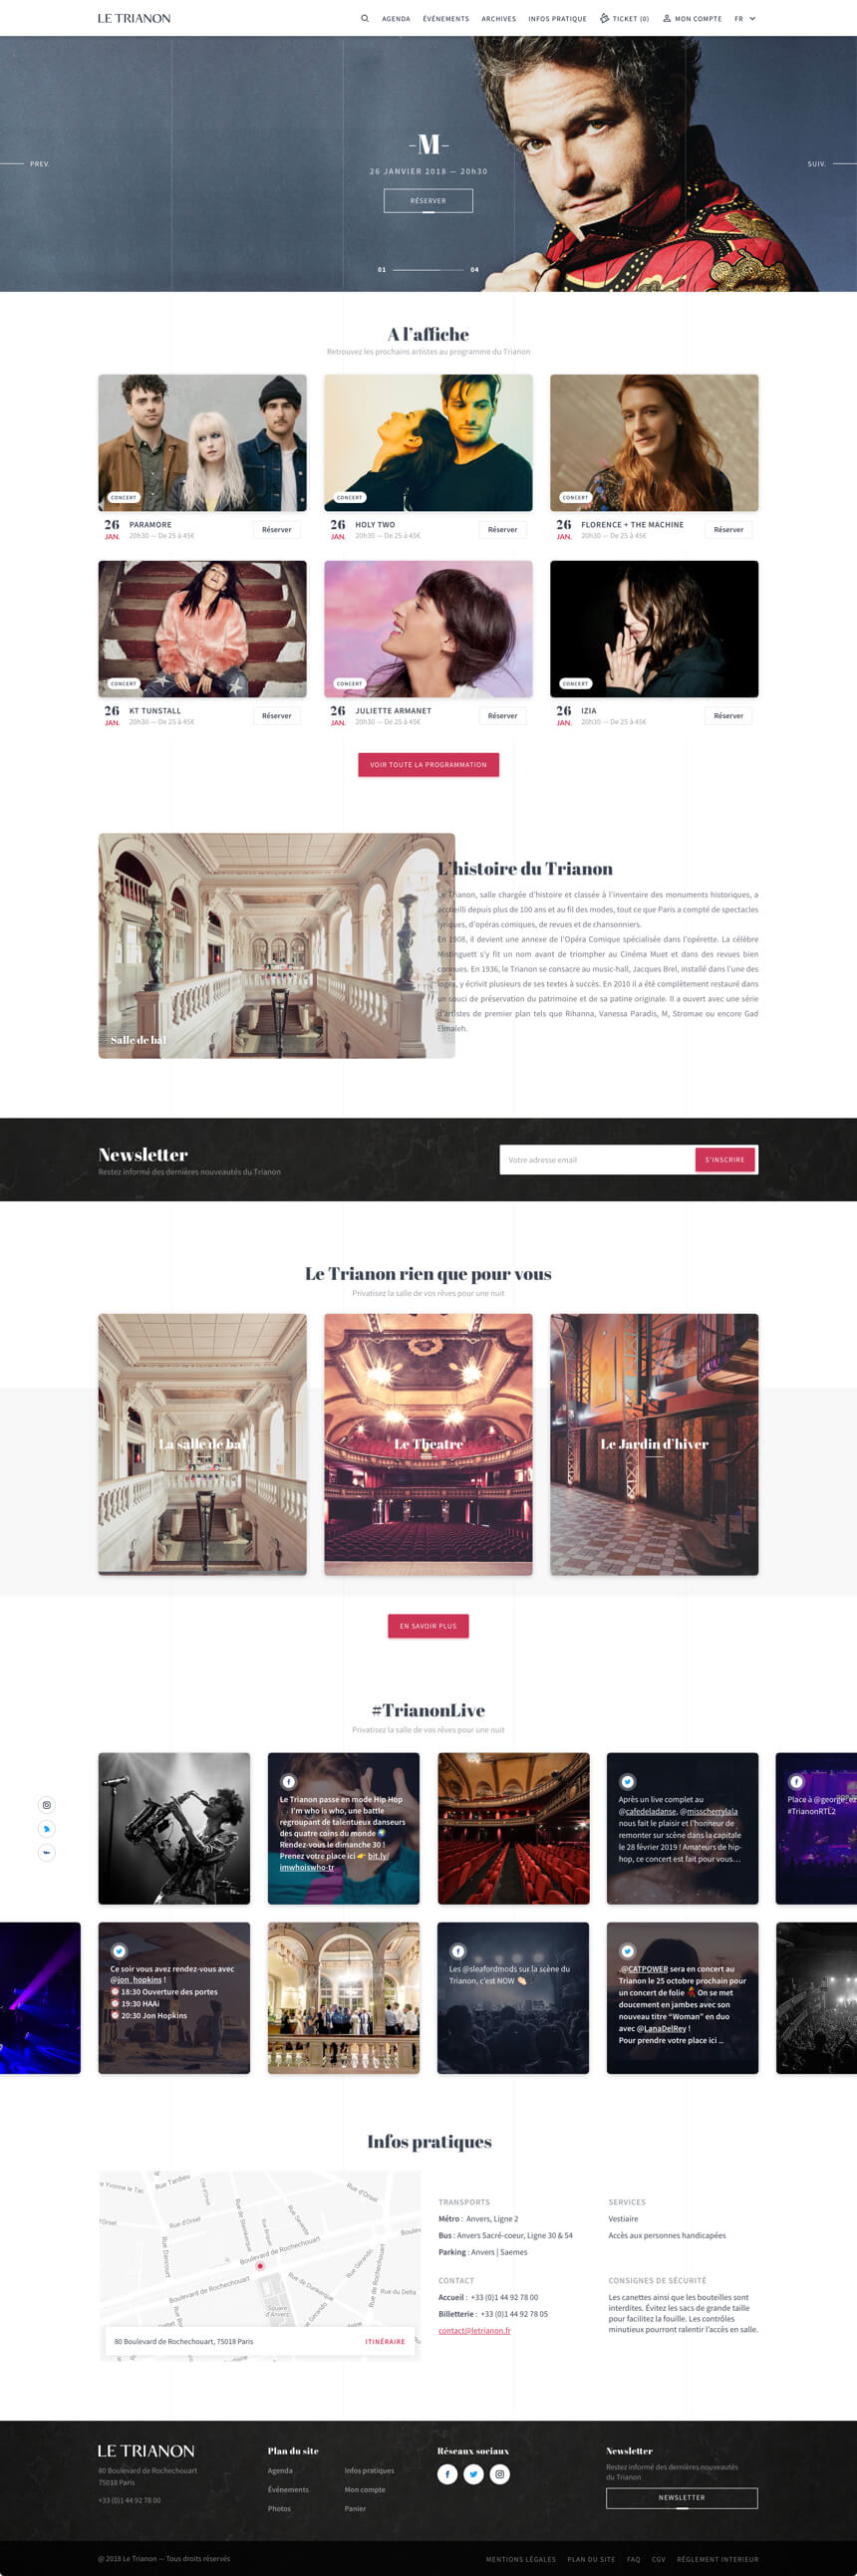 LE TRIANON
AGENDA
ÉVÉNEMENTS
ARCHIVES
INFOS PRATIQUE
TICKET (0)
MON COMPTE
FR
-M-
26 JANVIER 2018 — 20h30
RÉSERVER
PREV.
SUIV.
01
04
A l'affiche
Retrouvez les prochains artistes au programme du Trianon
CONCERT
26 JAN.
PARAMORE
20h30 — De 25 à 45€
Réserver
CONCERT
26 JAN.
HOLY TWO
20h30 — De 25 à 45€
Réserver
CONCERT
26 JAN.
FLORENCE + THE MACHINE
20h30 — De 25 à 45€
Réserver
CONCERT
26 JAN.
KT TUNSTALL
20h30 — De 25 à 45€
Réserver
CONCERT
26 JAN.
JULIETTE ARMANET
20h30 — De 25 à 45€
Réserver
CONCERT
26 JAN.
IZIA
20h30 — De 25 à 45€
Réserver
VOIR TOUTE LA PROGRAMMATION
Salle de bal
L'histoire du Trianon
Le Trianon, salle chargée d'histoire et classée à l'inventaire des monuments historiques, a
accueilli depuis plus de 100 ans et au fil des modes, tout ce que Paris a compté de spectacles
lyriques, d'opéras comiques, de revues et de chansonniers.
En 1908, il devient une annexe de l'Opéra Comique spécialisée dans l'opérette. La célèbre
Mistinguett s'y fit un nom avant de triompher au Cinéma Muet et dans des revues bien
connues. En 1936, le Trianon se consacre au music-hall, Jacques Brel, installé dans l'une des
loges, y écrivit plusieurs de ses textes à succès. En 2010 il a été complètement restauré dans
un souci de préservation du patrimoine et de sa patine originale. Il a ouvert avec une série
d'artistes de premier plan tels que Rihanna, Vanessa Paradis, M, Stromae ou encore Gad
Elmaleh.
Newsletter
Restez informé des dernières nouveautés du Trianon
Votre adresse email
S'INSCRIRE
Le Trianon rien que pour vous
Privatisez la salle de vos rêves pour une nuit
La salle de bal
Le Theatre
Le Jardin d'hiver
EN SAVOIR PLUS
#TrianonLive
Privatisez la salle de vos rêves pour une nuit
Le Trianon passe en mode Hip Hop
I'm who is who, une battle
regroupant de talentueux danseurs
des quatre coins du monde 🌍
Rendez-vous le dimanche 30 !
Prenez votre place ici 👉 bit.ly/
imwhoiswho-tr
Après un live complet au
@cafedeladanse, @misscherrylala
nous fait le plaisir et l'honneur de
remonter sur scène dans la capitale
le 28 février 2019 ! Amateurs de hip-
hop, ce concert est fait pour vous...
Place à @george_ez
#TrianonRTL2
Ce soir vous avez rendez-vous avec
@jon_hopkins !
⏰ 18:30 Ouverture des portes
⏰ 19:30 HAAi
⏰ 20:30 Jon Hopkins
Les @sleafordmods sur la scène du
Trianon, c'est NOW 👏
.@CATPOWER sera en concert au
Trianon le 25 octobre prochain pour
un concert de folie 💃 On se met
doucement en jambes avec son
nouveau titre "Woman" en duo
avec @LanaDelRey !
Pour prendre votre place ici ...
Infos pratiques
e Yvonne le Tac
Rue Tardieu
Rue d'Orsel
Rue d'Orsel
Rue de Steinkerque
Rue Seveste
Rue Dancourt
Boulevard de Rochechouart
Boulevard de Rochechouart
Rue Gerando
Rue de Rochechouart
Rue de Dunkerque
Rue du Delta
Square d'Anvers
80 Boulevard de Rochechouart, 75018 Paris
ITINÉRAIRE
TRANSPORTS
Métro : Anvers, Ligne 2
Bus : Anvers Sacré-coeur, Ligne 30 & 54
Parking : Anvers | Saemes
SERVICES
Vestiaire
Accès aux personnes handicapées
CONTACT
Accueil : +33 (0)1 44 92 78 00
Billetterie : +33 (0)1 44 92 78 05
contact@letrianon.fr
CONSIGNES DE SÉCURITÉ
Les canettes ainsi que les bouteilles sont
interdites. Évitez les sacs de grande taille
pour facilitez la fouille. Les contrôles
minutieux pourront ralentir l'accès en salle.
LE TRIANON
80 Boulevard de Rochechouart
75018 Paris
+33 (0)1 44 92 78 00
Plan du site
Agenda
Infos pratiques
Événements
Mon compte
Photos
Panier
Réseaux sociaux
Newsletter
Restez informé des dernières nouveautés
du Trianon
NEWSLETTER
@ 2018 Le Trianon — Tous droits réservés
MENTIONS LÉGALES
PLAN DU SITE
FAQ
CGV
RÉGLEMENT INTERIEUR